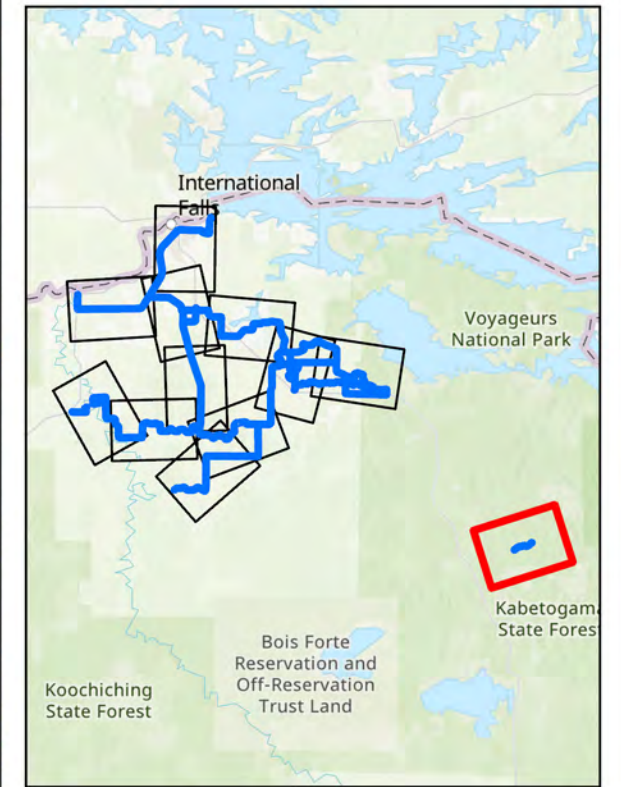 International
Falls
Voyageurs
National Park
Kabetogama
State Forest
Bois Forte
Reservation and
Off-Reservation
Trust Land
Koochiching
State Forest